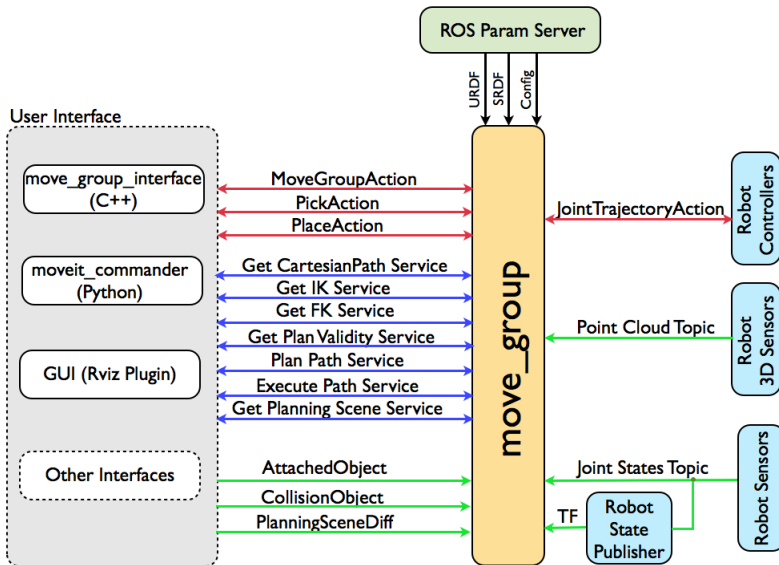 ROS Param Server
URDF
SRDF
Config
User Interface
move_group_interface
(C++)
moveit_commander
(Python)
GUI (Rviz Plugin)
Other Interfaces
MoveGroupAction
PickAction
PlaceAction
Get CartesianPath Service
Get IK Service
Get FK Service
Get Plan Validity Service
Plan Path Service
Execute Path Service
Get Planning Scene Service
AttachedObject
CollisionObject
PlanningSceneDiff
move_group
JointTrajectoryAction
Robot
Controllers
Point Cloud Topic
Robot
3D Sensors
Joint States Topic
TF
Robot
State
Publisher
Robot Sensors